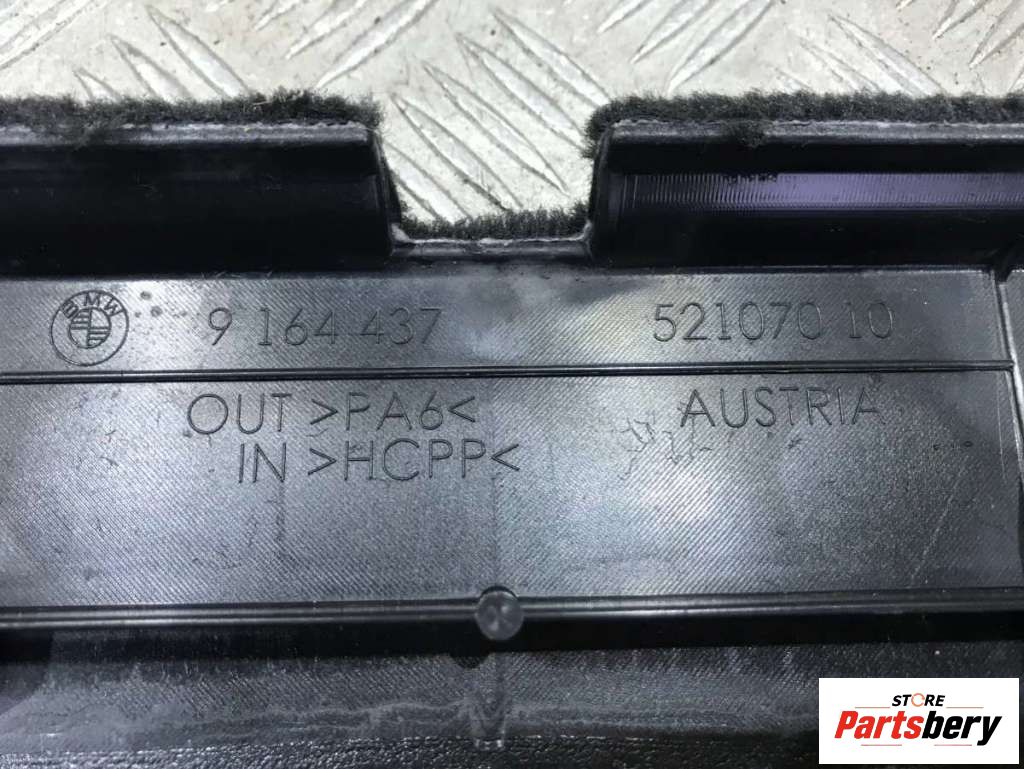 BMW 9 164 437 521070 10
OUT >PA6< AUSTRIA
IN >HCPP<
STORE
Partsbery